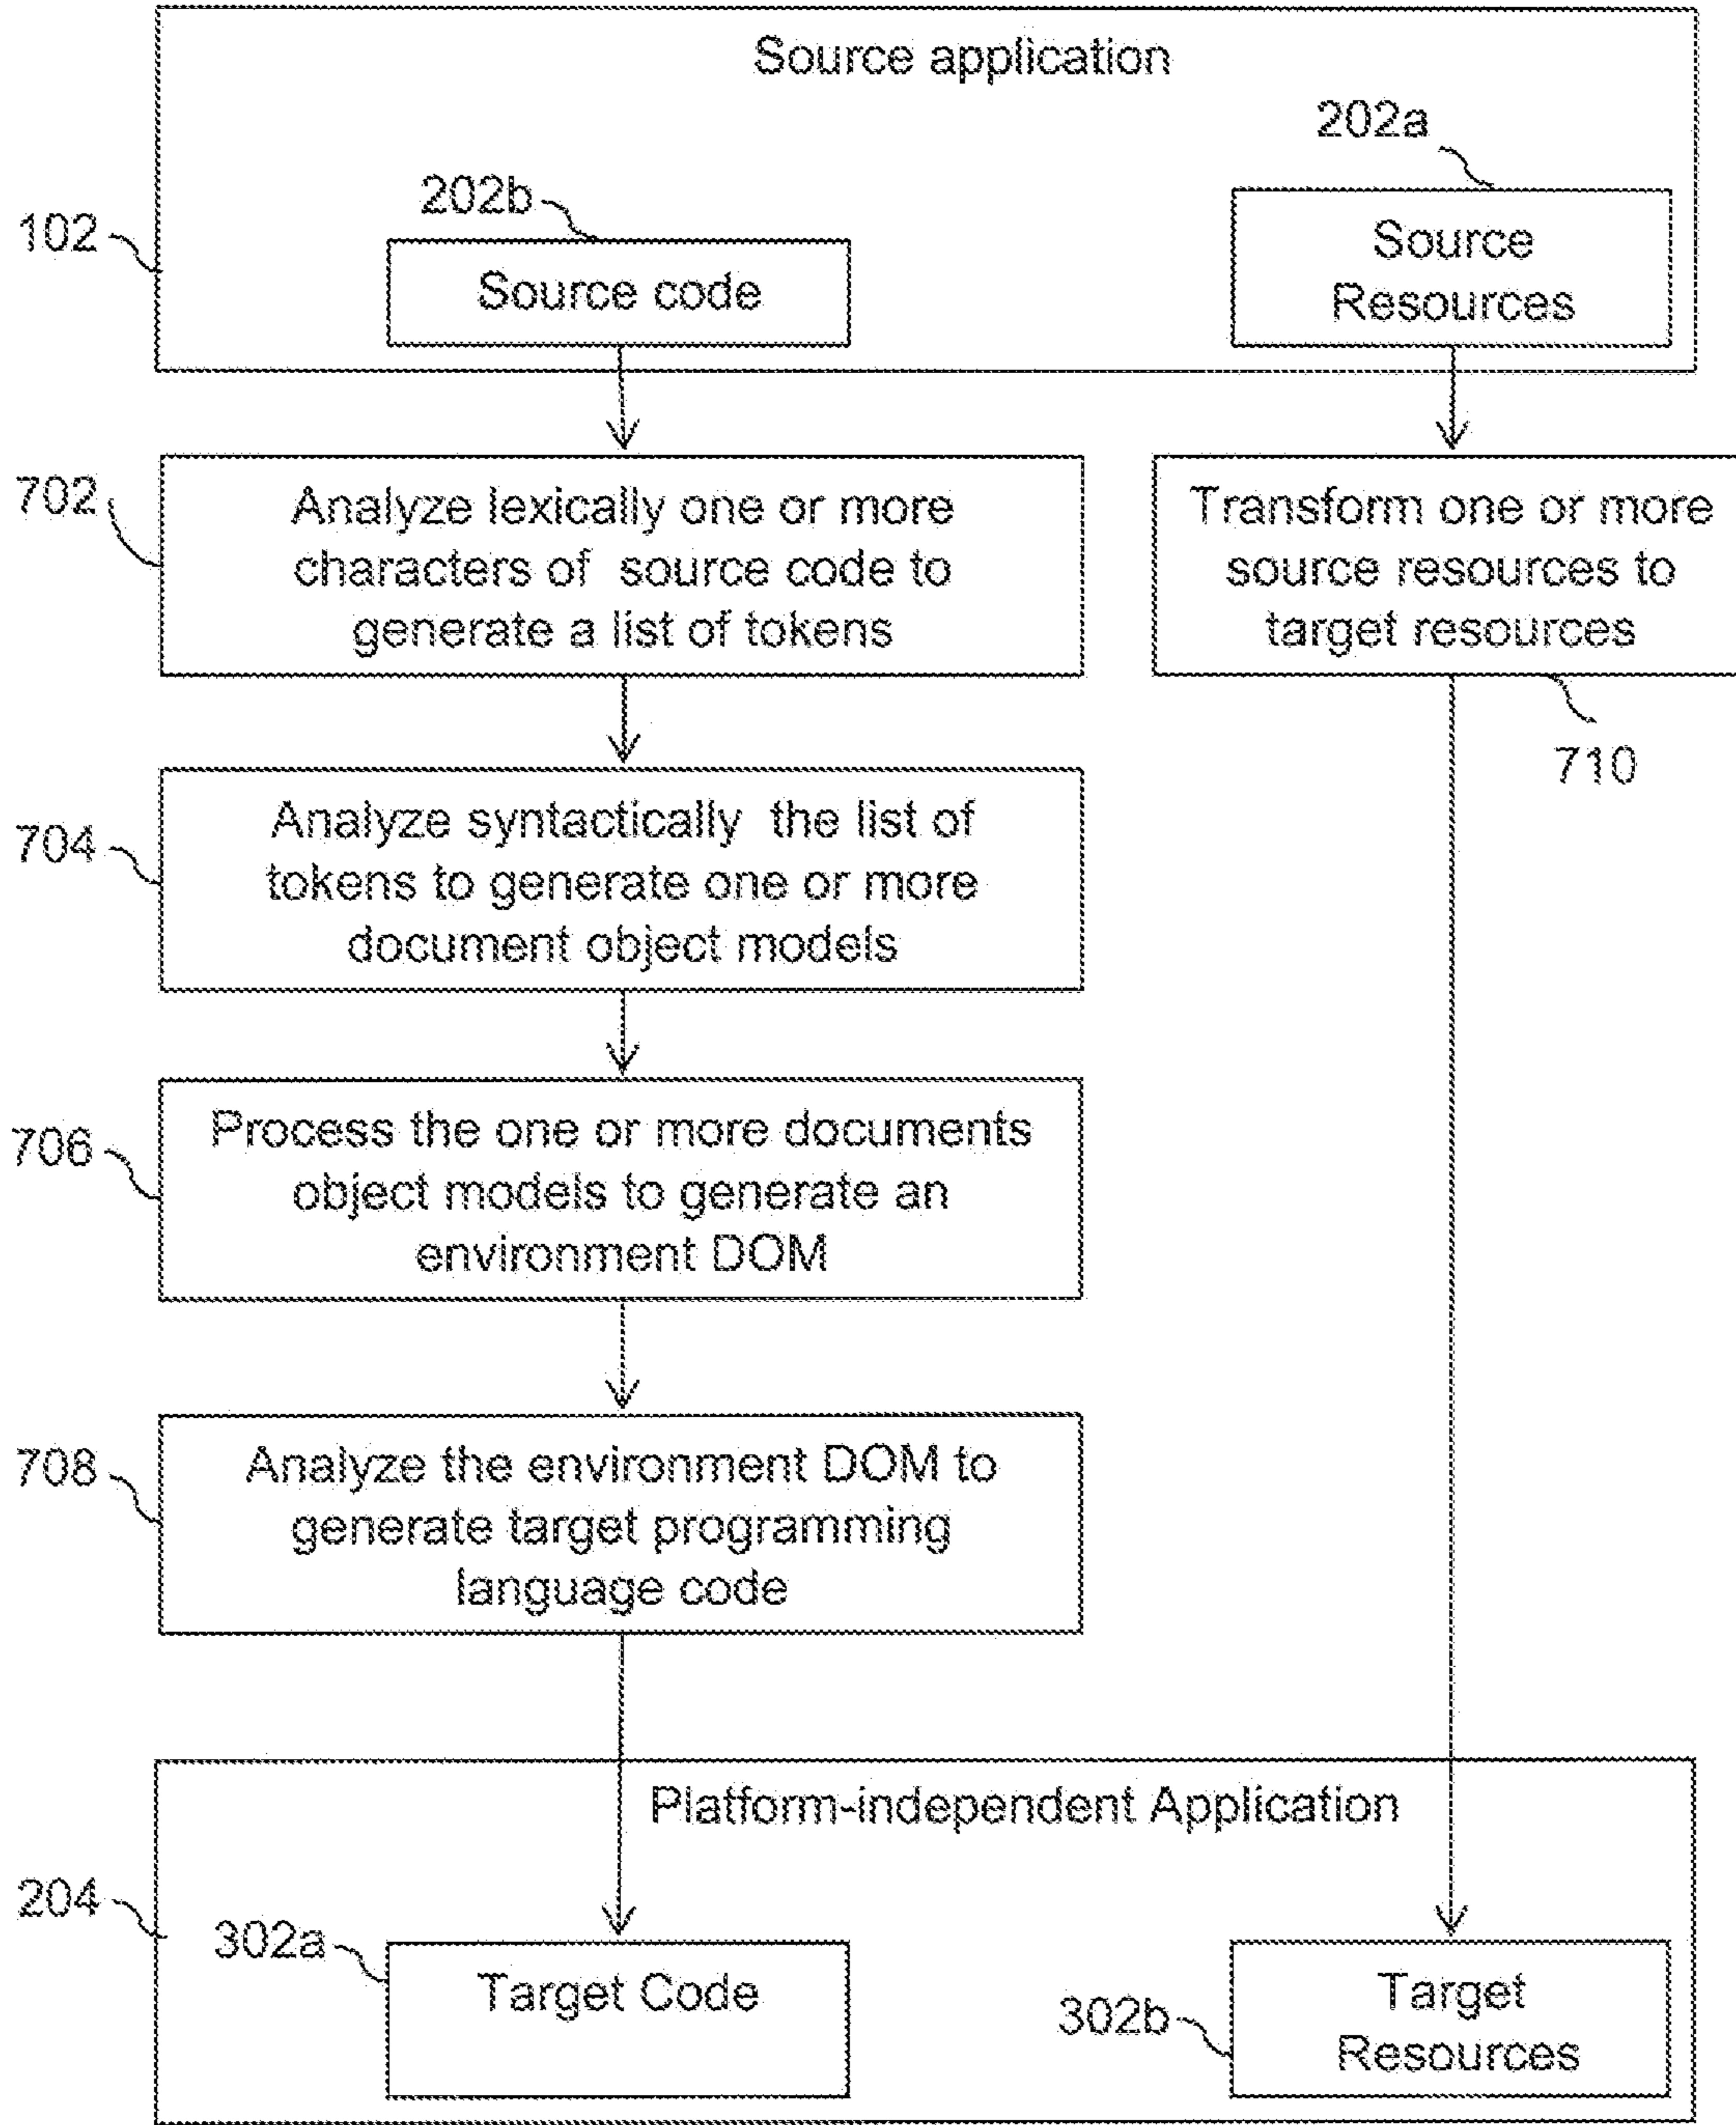 Source application
202a
202b
102
Source code
Source
Resources
702
Analyze lexically one or more
characters of source code to
generate a list of tokens
Transform one or more
source resources to
target resources
710
704
Analyze syntactically the list of
tokens to generate one or more
document object models
706
Process the one or more documents
object models to generate an
environment DOM
708
Analyze the environment DOM to
generate target programming
language code
Platform-independent Application
204
302a
Target Code
302b
Target
Resources